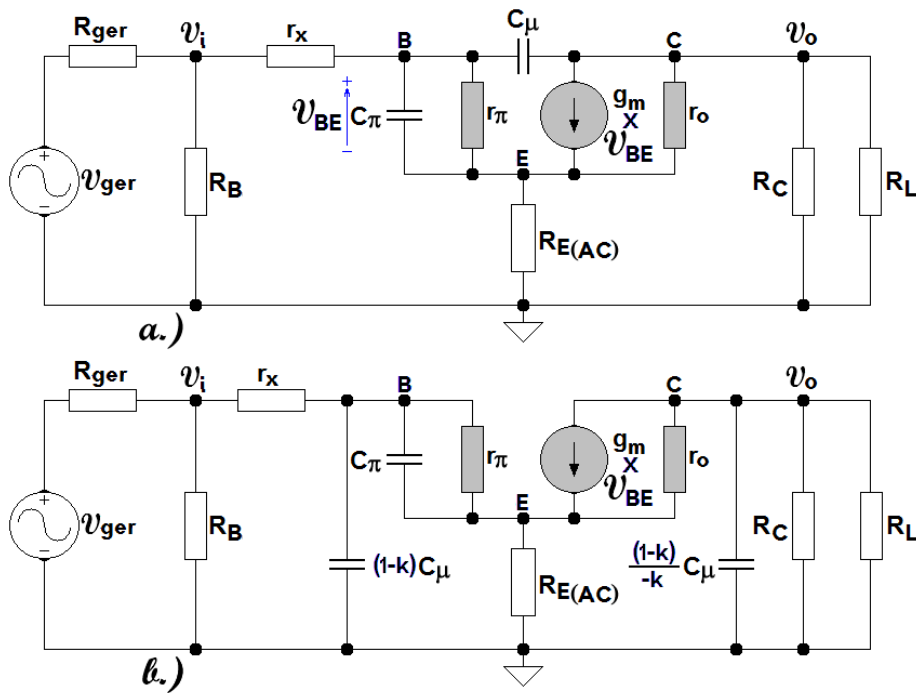 Rger
vi
rx
B
Cμ
C
vo
+
vBE
−
Cπ
rπ
gm
x
vBE
ro
E
+
−
vger
RB
RE(AC)
RC
RL
a.)
Rger
vi
rx
B
C
vo
Cπ
rπ
gm
x
vBE
ro
E
+
−
vger
RB
(1-k)Cμ
RE(AC)
(1-k)
-k
Cμ
RC
RL
b.)